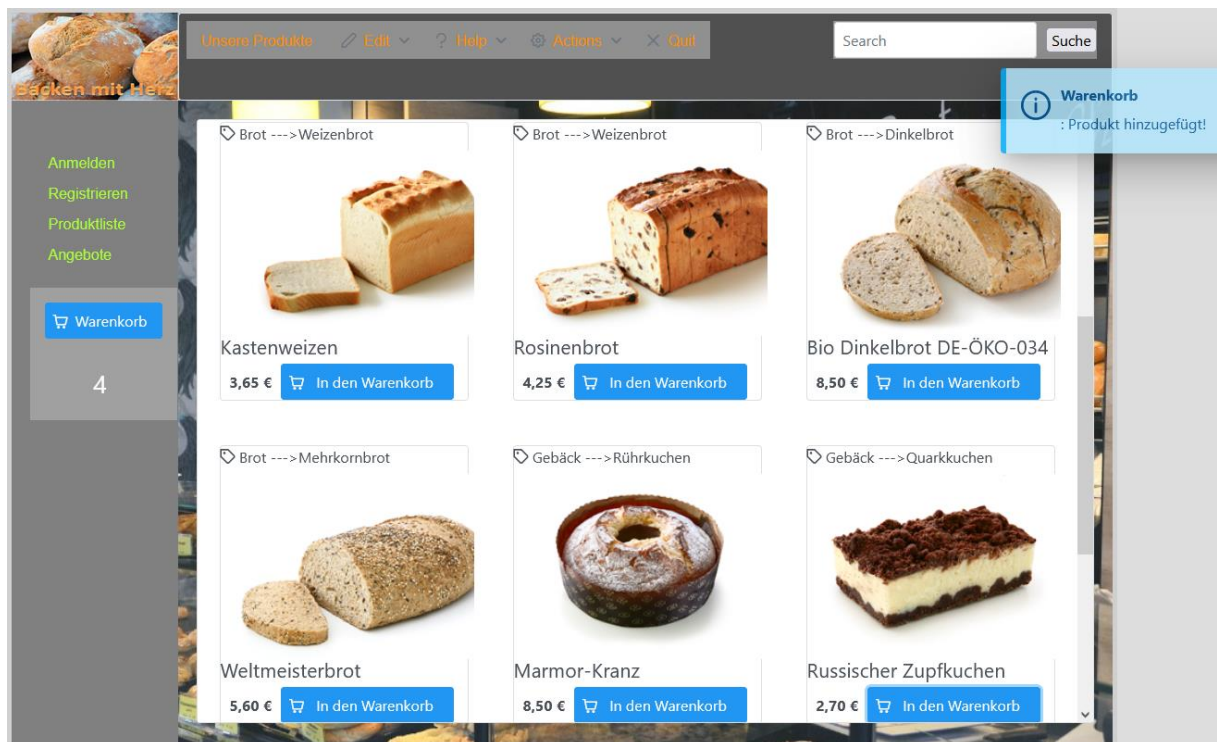 Backen mit Herz
Unsere Produkte Edit Help Actions Quit
Search Suche
Warenkorb
: Produkt hinzugefügt!
Anmelden
Registrieren
Produktliste
Angebote
Warenkorb
4
Brot --->Weizenbrot
Kastenweizen
3,65 € In den Warenkorb
Brot --->Weizenbrot
Rosinenbrot
4,25 € In den Warenkorb
Brot --->Dinkelbrot
Bio Dinkelbrot DE-ÖKO-034
8,50 € In den Warenkorb
Brot --->Mehrkornbrot
Weltmeisterbrot
5,60 € In den Warenkorb
Gebäck --->Rührkuchen
Marmor-Kranz
8,50 € In den Warenkorb
Gebäck --->Quarkkuchen
Russischer Zupfkuchen
2,70 € In den Warenkorb